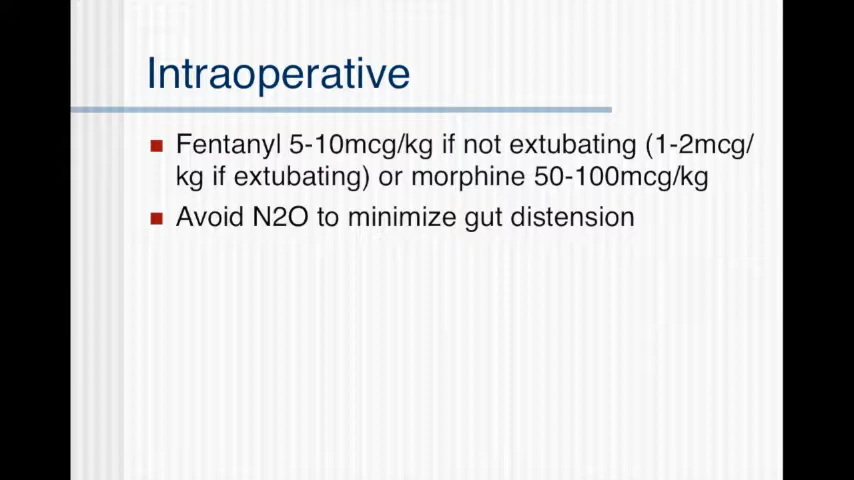 Intraoperative
Fentanyl 5-10mcg/kg if not extubating (1-2mcg/
kg if extubating) or morphine 50-100mcg/kg
Avoid N2O to minimize gut distension